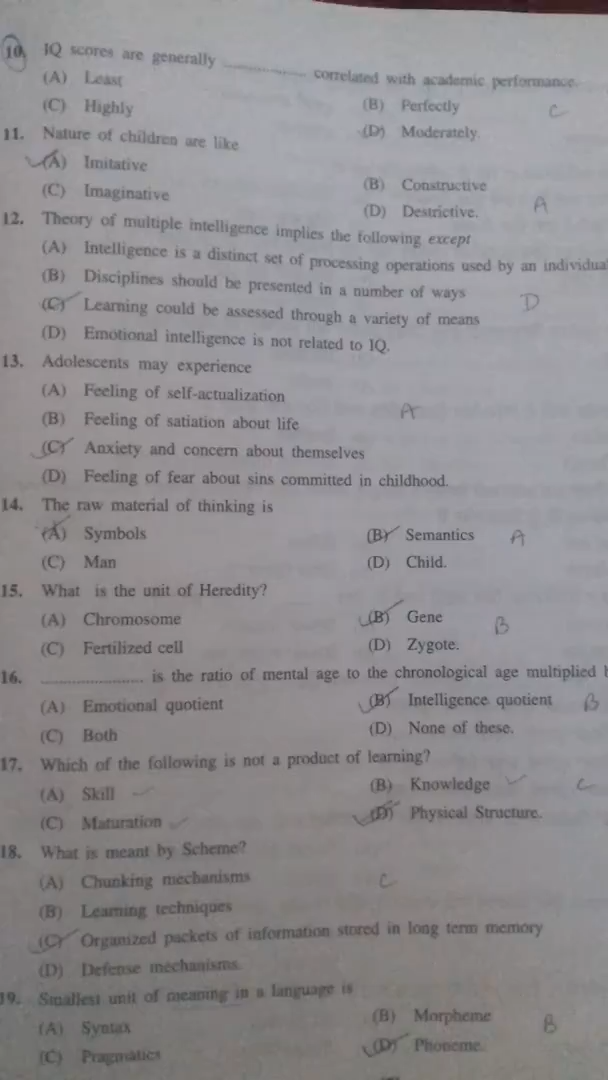 10. IQ scores are generally .................. correlated with academic performance.
(A) Least
(B) Perfectly
(C) Highly
(D) Moderately.
C
11. Nature of children are like
(A) Imitative
(B) Constructive
(C) Imaginative
(D) Destrictive.
A
12. Theory of multiple intelligence implies the following except
(A) Intelligence is a distinct set of processing operations used by an individua
(B) Disciplines should be presented in a number of ways
(C) Learning could be assessed through a variety of means
D
(D) Emotional intelligence is not related to IQ.
13. Adolescents may experience
(A) Feeling of self-actualization
(B) Feeling of satiation about life
A
(C) Anxiety and concern about themselves
(D) Feeling of fear about sins committed in childhood.
14. The raw material of thinking is
(A) Symbols
(B) Semantics
A
(C) Man
(D) Child.
15. What is the unit of Heredity?
(A) Chromosome
(B) Gene
B
(C) Fertilized cell
(D) Zygote.
16. ...................... is the ratio of mental age to the chronological age multiplied
(A) Emotional quotient
(B) Intelligence quotient
B
(C) Both
(D) None of these.
17. Which of the following is not a product of learning?
(A) Skill
(B) Knowledge
C
(C) Maturation
(D) Physical Structure.
18. What is meant by Scheme?
(A) Chunking mechanisms
C
(B) Learning techniques
(C) Organized packets of information stored in long term memory
(D) Defense mechanisms.
19. Smallest unit of meaning in a language is
(A) Syntax
(B) Morpheme
B
(C) Pragmatics
(D) Phoneme.